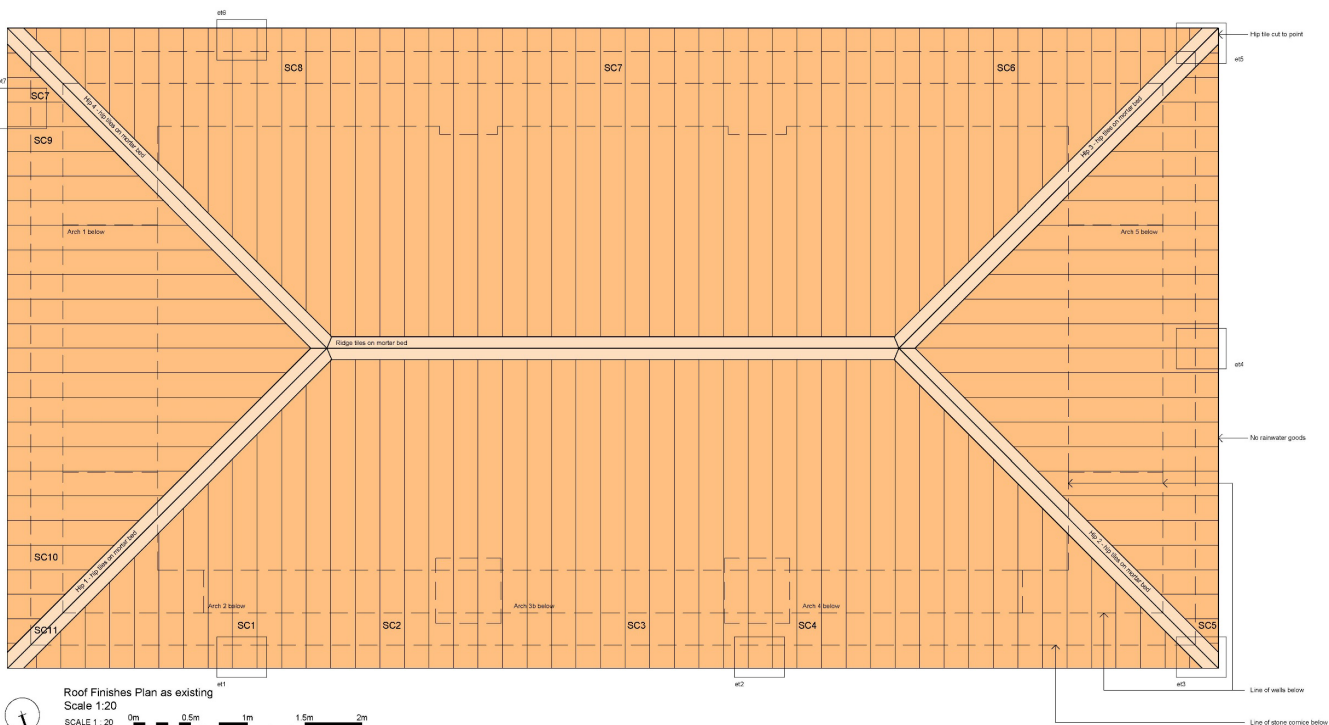 et6
Hip tile cut to point
SC8
SC7
SC6
et5
et7
SC7
Hip 4 - hip tiles on mortar bed
Hip 3 - hip tiles on mortar bed
SC9
Arch 1 below
Arch 5 below
Ridge tiles on mortar bed
et4
No rainwater goods
SC10
Hip 1 - hip tiles on mortar bed
Hip 2 - hip tiles on mortar bed
Arch 2 below
Arch 3b below
Arch 4 below
SC11
SC1
SC2
SC3
SC4
SC5
et1
et2
et3
Line of walls below
Roof Finishes Plan as existing
Scale 1:20
SCALE 1 : 20
0m 0.5m 1m 1.5m 2m
Line of stone cornice below